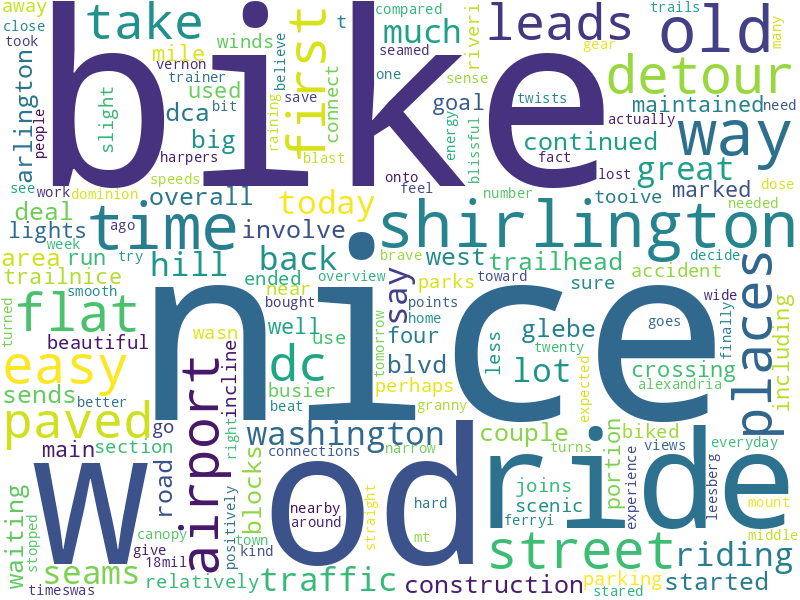 away
close
took
take
winds
t
compared
much
leads
old
trails
many
mile
vernon
trainer
first
believe
riveri
seamed
gear
bike
detour
arlington
people
slight
used
dca
bit
save
connect
one
goal
sense
twists
maintained
need
big
harpers
raining
blast
energy
blissful
continued
actually
way
fact
lost
great
see
work
dominion
speeds
overall
onto
feel
number
tooive
marked
needed
dose
deal
lights
week
ago
time
today
involve
shirlington
area
run
try
hill
back
brave
west
trailhead
decide
places
trailnice
smooth
ended
overview
near
bought
say
parks
toward
sure
accident
wide
including
turned
flat
beautiful
nice
wasn
well
use
tomorrow
points
home
four
less
glebe
twenty
goes
finally
easy
sends
better
incline
airport
dc
busier
beat
blvd
perhaps
granny
lot
expected
crossing
alexandria
paved
main
section
go
road
right
washington
connections
blocks
narrow
couple
turns
portion
biked
views
everyday
w
od
ride
waiting
stopped
canopy
give
18mil
timeswas
positively
town
kind
nearby
around
straight
hard
mt
joins
scenic
ferryi
experience
leesberg
mount
middle
seams
relatively
traffic
construction
street
parking
stared
riding
started